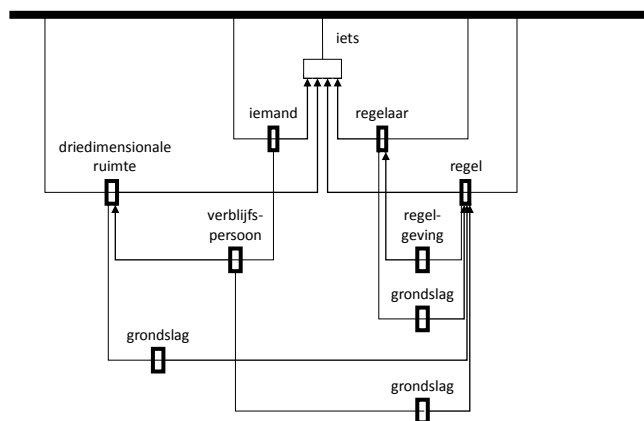 iets
iemand
regelaar
driedimensionale
ruimte
regel
verblijfs-
persoon
regel-
geving
grondslag
grondslag
grondslag